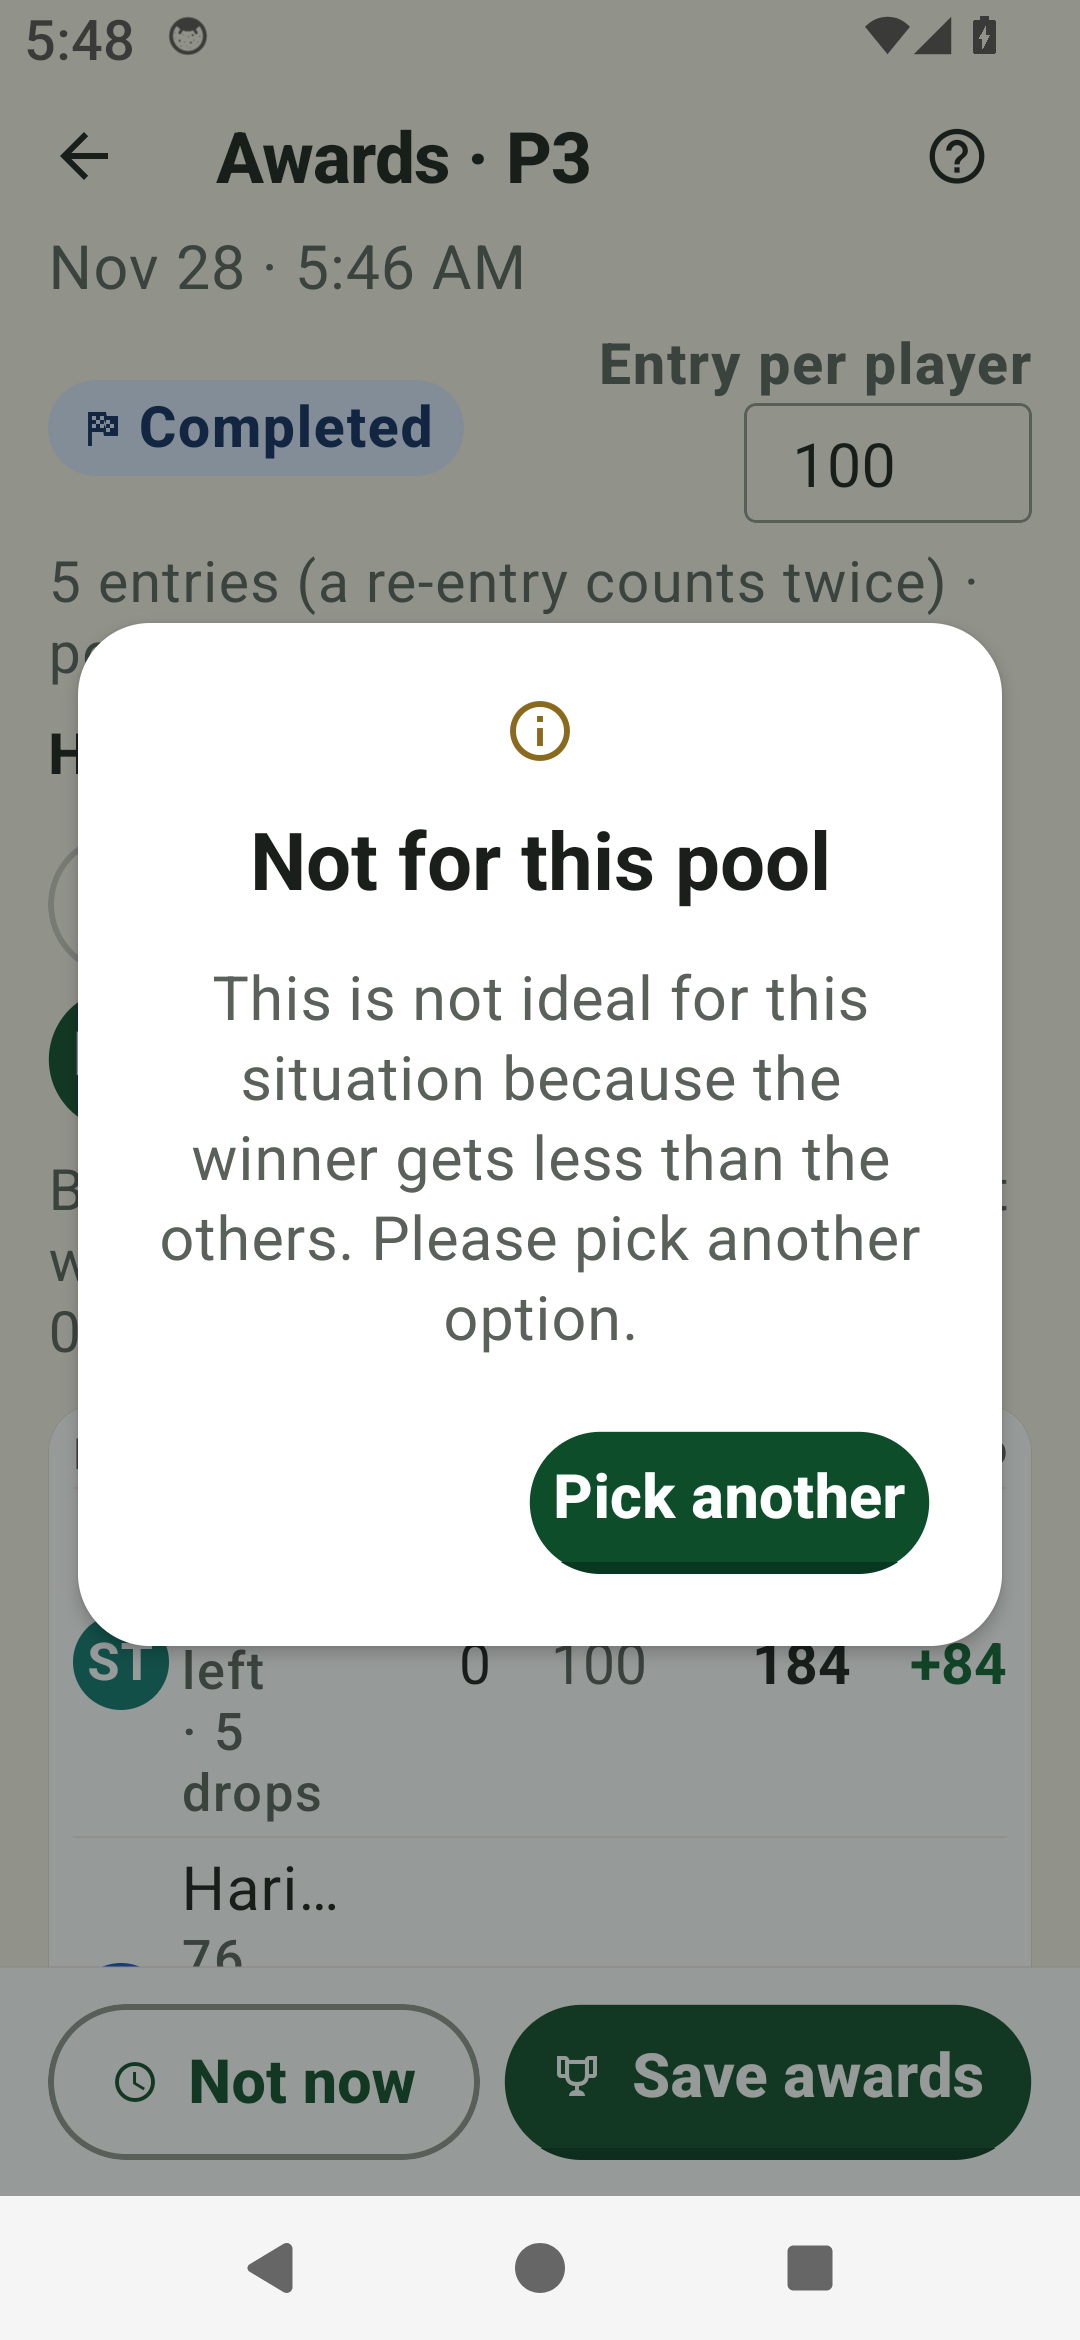 5:48
Awards · P3
Nov 28 · 5:46 AM
Entry per player
Completed
100
5 entries (a re-entry counts twice) ·
Not for this pool
This is not ideal for this
situation because the
winner gets less than the
others. Please pick another
option.
Pick another
ST left 0 100 184 +84
· 5
drops
Hari…
76
Not now
Save awards